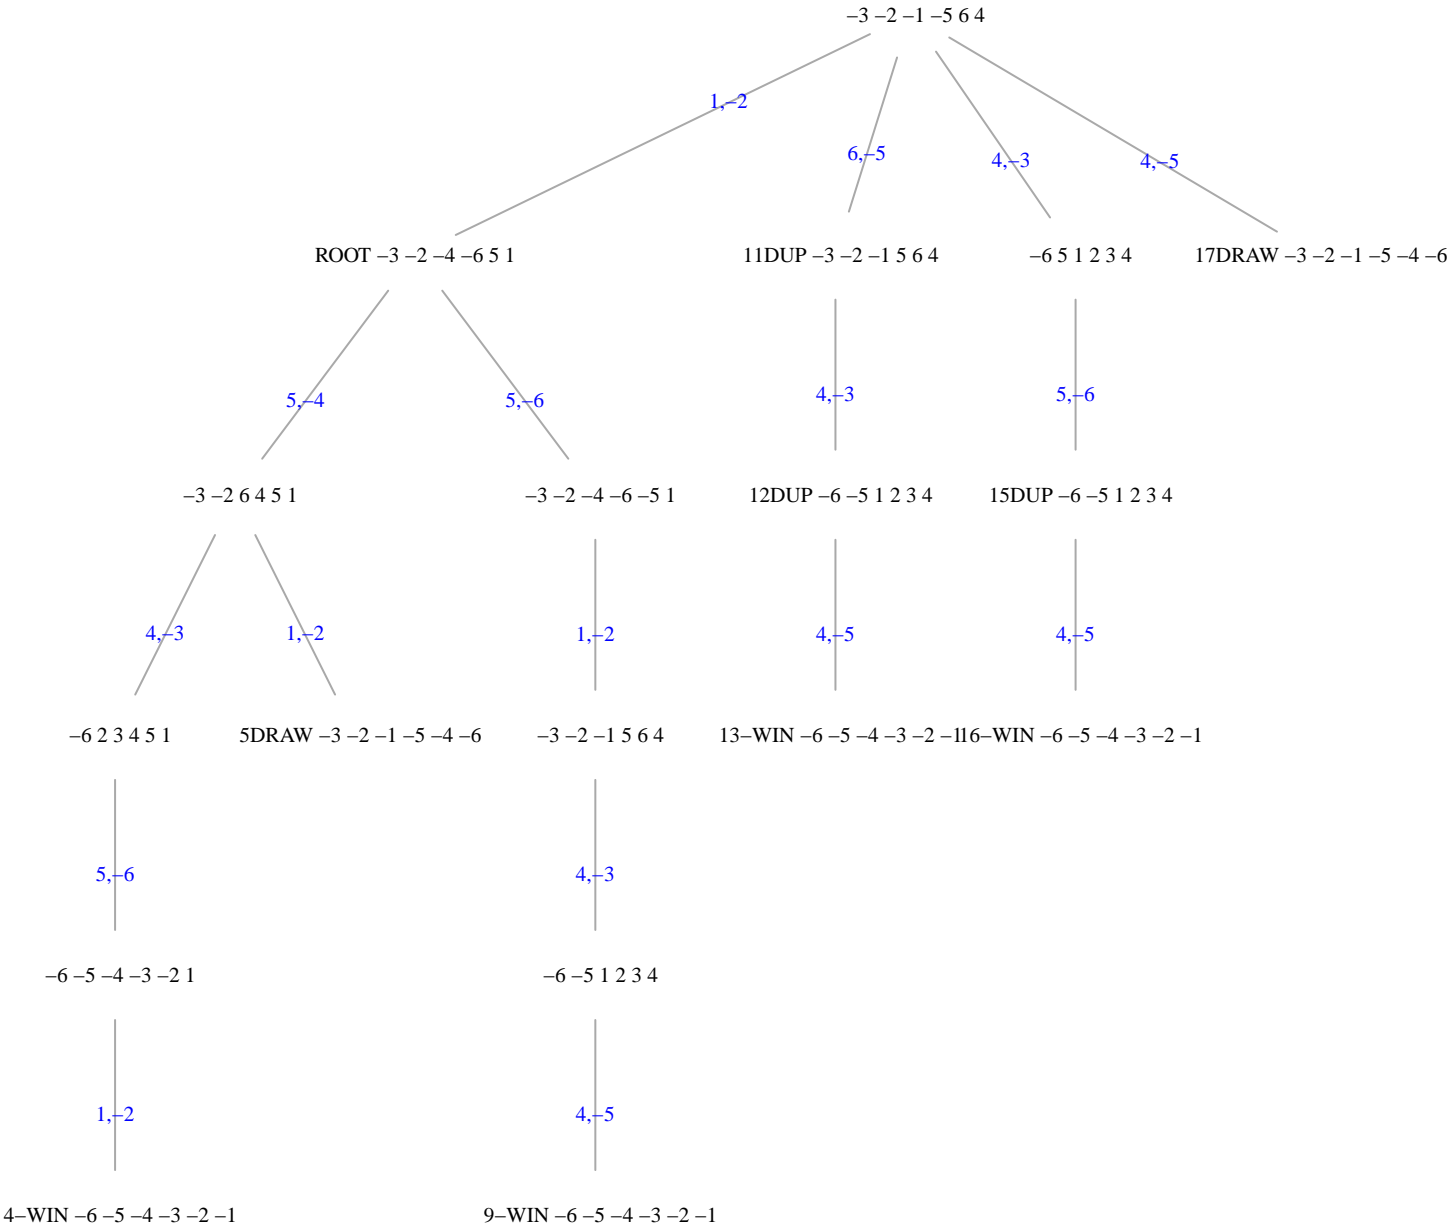 −3 −2 −1 −5 6 4
1,−2
6,−5
4,−3
4,−5
ROOT −3 −2 −4 −6 5 1
11DUP −3 −2 −1 5 6 4
−6 5 1 2 3 4
17DRAW −3 −2 −1 −5 −4 −6
5,−4
5,−6
4,−3
5,−6
−3 −2 6 4 5 1
−3 −2 −4 −6 −5 1
12DUP −6 −5 1 2 3 4
15DUP −6 −5 1 2 3 4
4,−3
1,−2
1,−2
4,−5
4,−5
−6 2 3 4 5 1
5DRAW −3 −2 −1 −5 −4 −6
−3 −2 −1 5 6 4
13−WIN −6 −5 −4 −3 −2 −1
16−WIN −6 −5 −4 −3 −2 −1
5,−6
4,−3
−6 −5 −4 −3 −2 1
−6 −5 1 2 3 4
1,−2
4,−5
4−WIN −6 −5 −4 −3 −2 −1
9−WIN −6 −5 −4 −3 −2 −1